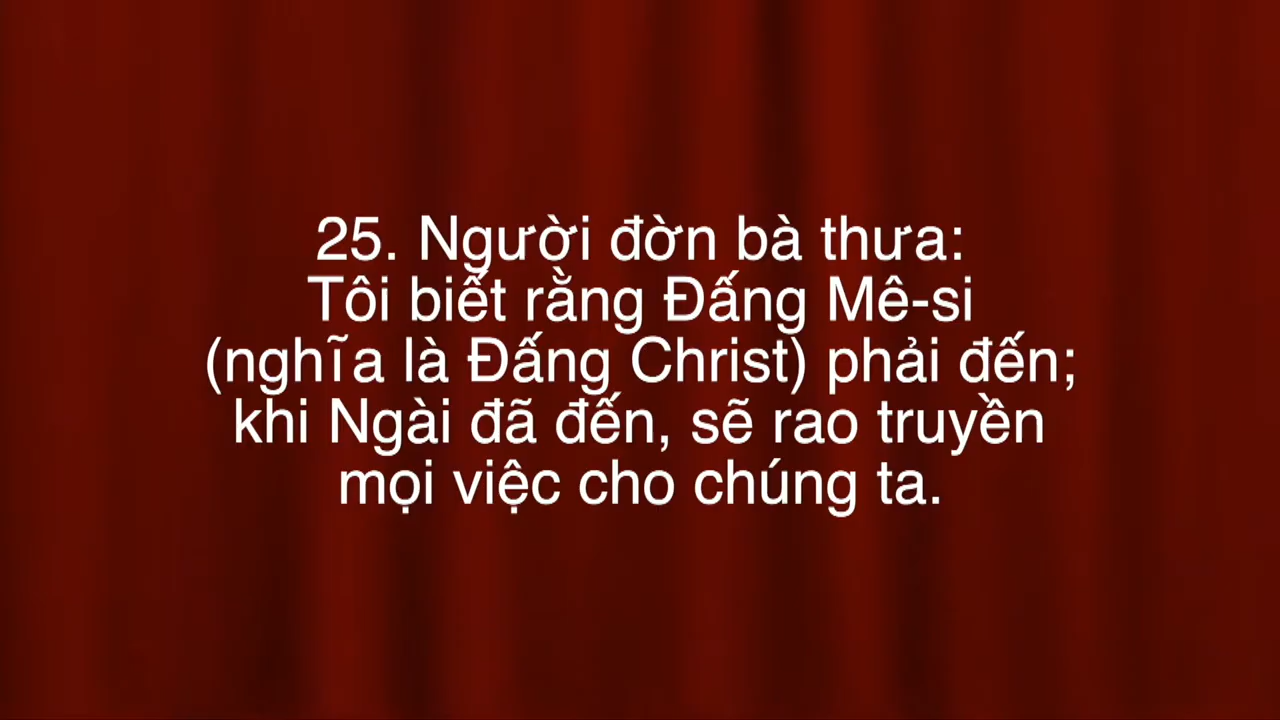 25. Người đờn bà thưa:
Tôi biết rằng Đấng Mê-si
(nghĩa là Đấng Christ) phải đến;
khi Ngài đã đến, sẽ rao truyền
mọi việc cho chúng ta.